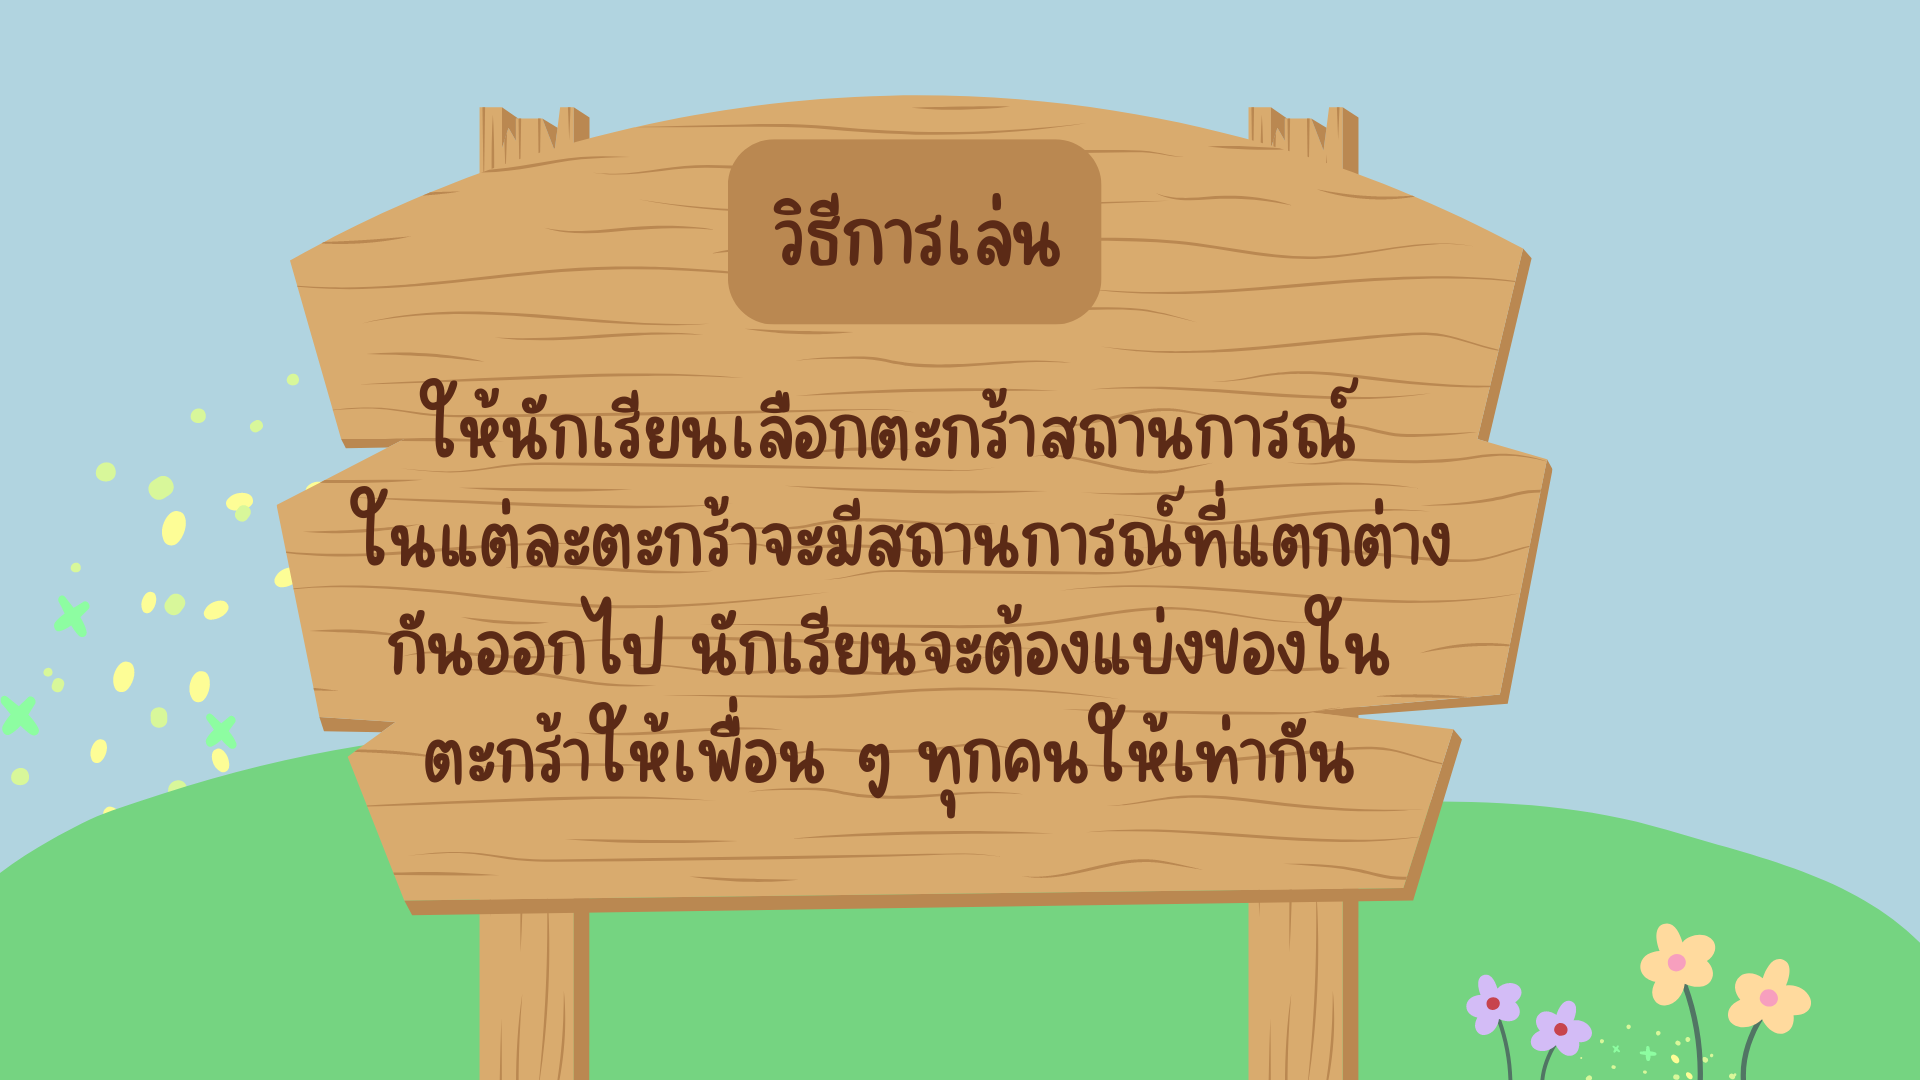 วิธีการเล่น
ให้นักเรียนเลือกตะกร้าสถานการณ์
ในแต่ละตะกร้าจะมีสถานการณ์ที่แตกต่าง
กันออกไป นักเรียนจะต้องแบ่งของใน
ตะกร้าให้เพื่อน ๆ ทุกคนให้เท่ากัน